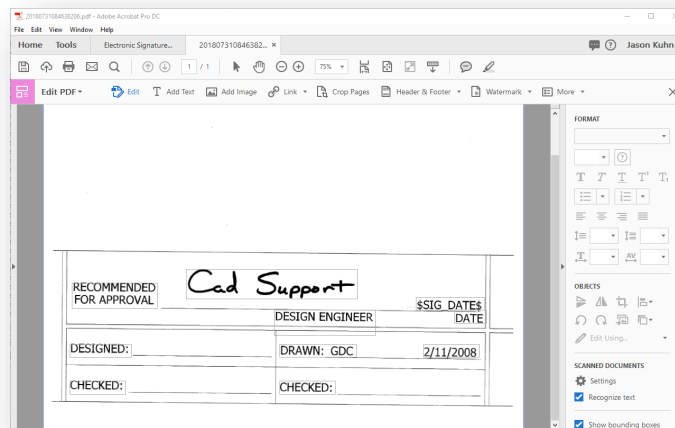 20180731084638206.pdf - Adobe Acrobat Pro DC
File Edit View Window Help
Home Tools Electronic Signature... 201807310846382... × Jason Kuhn
1 / 1 75%
Edit PDF Edit Add Text Add Image Link Crop Pages Header & Footer Watermark More
FORMAT
OBJECTS
Edit Using...
SCANNED DOCUMENTS
Settings
Recognize text
Show bounding boxes
RECOMMENDED
FOR APPROVAL
Cad Support
$SIG_DATE$
DESIGN ENGINEER DATE
DESIGNED: DRAWN: GDC 2/11/2008
CHECKED: CHECKED: